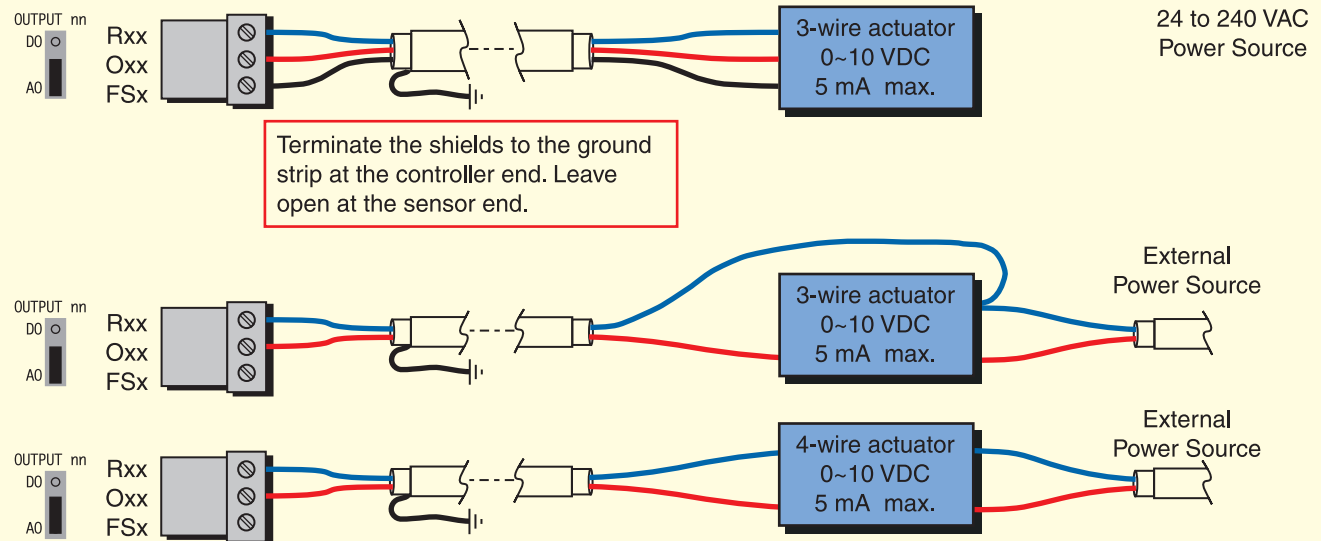 OUTPUT nn
DO
AO
Rxx
Oxx
FSx
3-wire actuator
0~10 VDC
5 mA max.
24 to 240 VAC
Power Source
Terminate the shields to the ground
strip at the controller end. Leave
open at the sensor end.
OUTPUT nn
DO
AO
Rxx
Oxx
FSx
3-wire actuator
0~10 VDC
5 mA max.
External
Power Source
OUTPUT nn
DO
AO
Rxx
Oxx
FSx
4-wire actuator
0~10 VDC
5 mA max.
External
Power Source